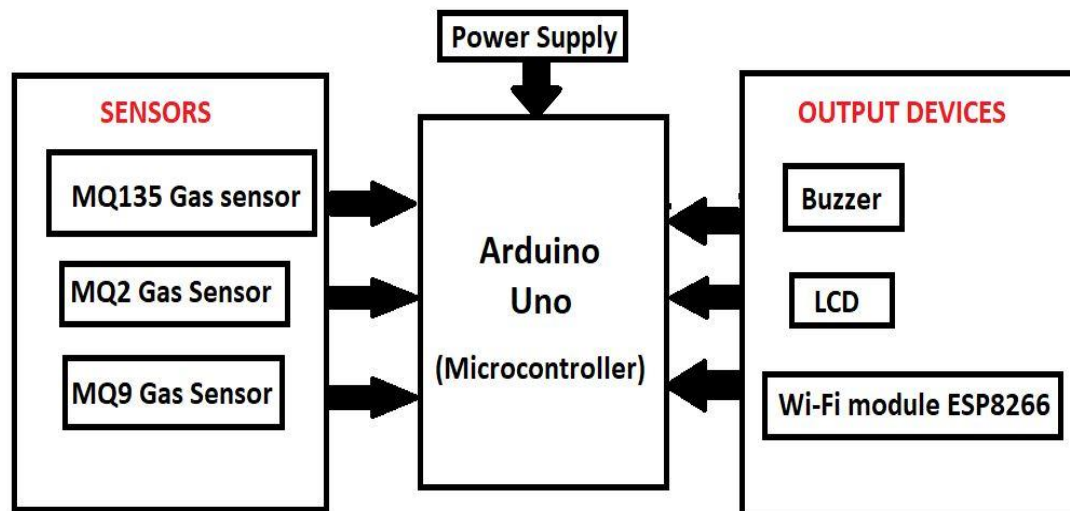 Power Supply
SENSORS
MQ135 Gas sensor
MQ2 Gas Sensor
MQ9 Gas Sensor
Arduino
Uno
(Microcontroller)
OUTPUT DEVICES
Buzzer
LCD
Wi-Fi module ESP8266